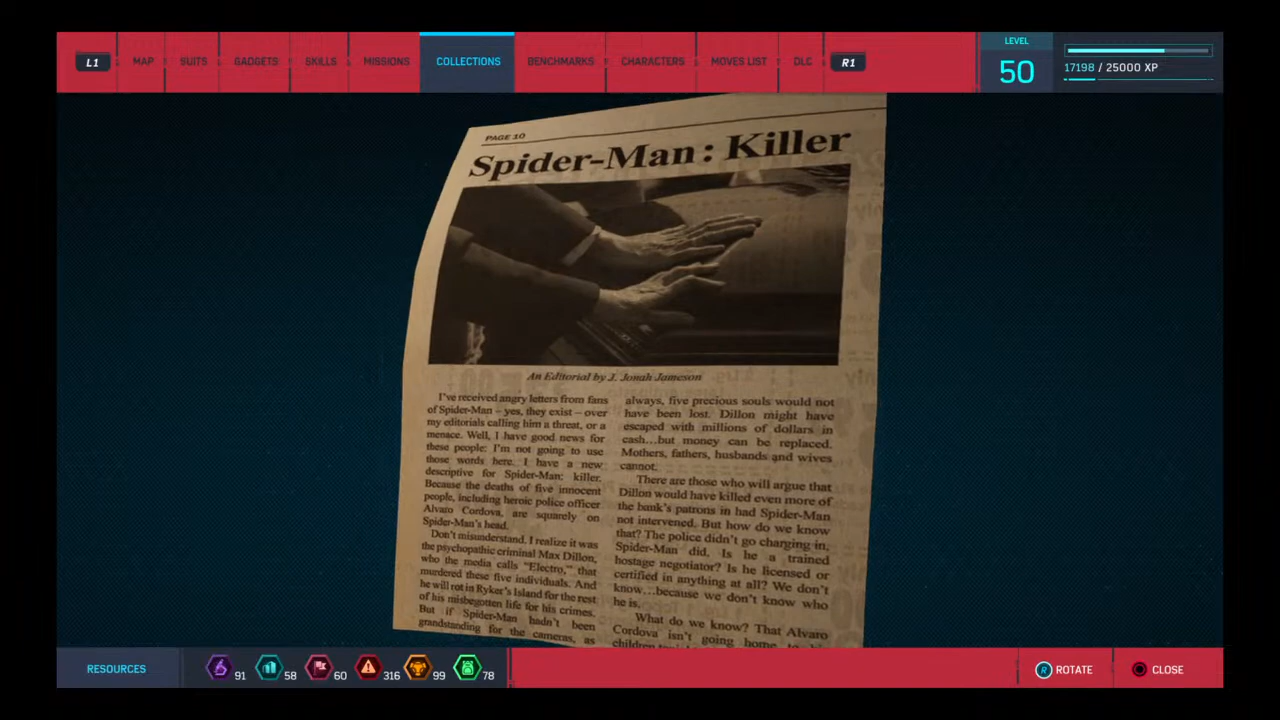 L1 MAP SUITS GADGETS SKILLS MISSIONS COLLECTIONS BENCHMARKS CHARACTERS MOVES LIST DLC R1
LEVEL
50
17198 / 25000 XP
PAGE 10
Spider-Man: Killer
An Editorial by J. Jonah Jameson
I've received angry letters from fans
of Spider-Man – yes, they exist – over
my editorials calling him a threat, or a
menace. Well, I have good news for
these people: I'm not going to use
those words here. I have a new
descriptive for Spider-Man: killer.
Because the deaths of five innocent
people, including heroic police officer
Alvaro Cordova, are squarely on
Spider-Man's head.
Don't misunderstand. I realize it was
the psychopathic criminal Max Dillon,
who the media calls "Electro," that
murdered these five individuals. And
he will rot in Ryker's Island for the rest
of his misbegotten life for his crimes.
But if Spider-Man hadn't been
grandstanding for the cameras, as
always, five precious souls would not
have been lost. Dillon might have
escaped with millions of dollars in
cash...but money can be replaced.
Mothers, fathers, husbands and wives
cannot.
There are those who will argue that
Dillon would have killed even more of
the bank's patrons in had Spider-Man
not intervened. But how do we know
that? The police didn't go charging in,
Spider-Man did. Is he a trained
hostage negotiator? Is he licensed or
certified in anything at all? We don't
know...because we don't know who
he is.
What do we know? That Alvaro
Cordova isn't going home to his
children
RESOURCES 91 58 60 316 99 78 R ROTATE CLOSE